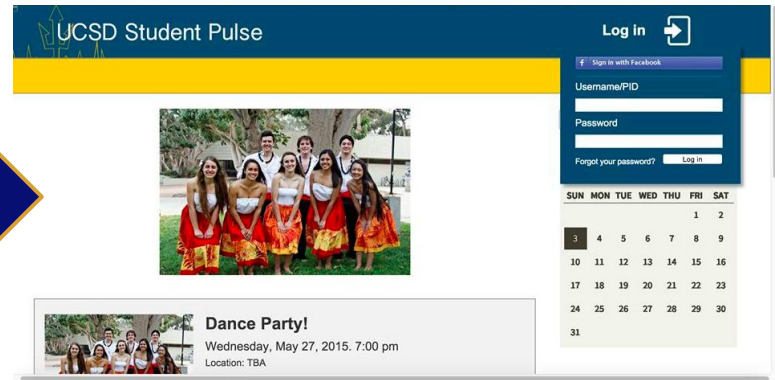 UCSD Student Pulse
Log in
f Sign in with Facebook
Username/PID
Password
Forgot your password? Log in
SUN MON TUE WED THU FRI SAT
1 2
3 4 5 6 7 8 9
10 11 12 13 14 15 16
17 18 19 20 21 22 23
24 25 26 27 28 29 30
31
Dance Party!
Wednesday, May 27, 2015. 7:00 pm
Location: TBA